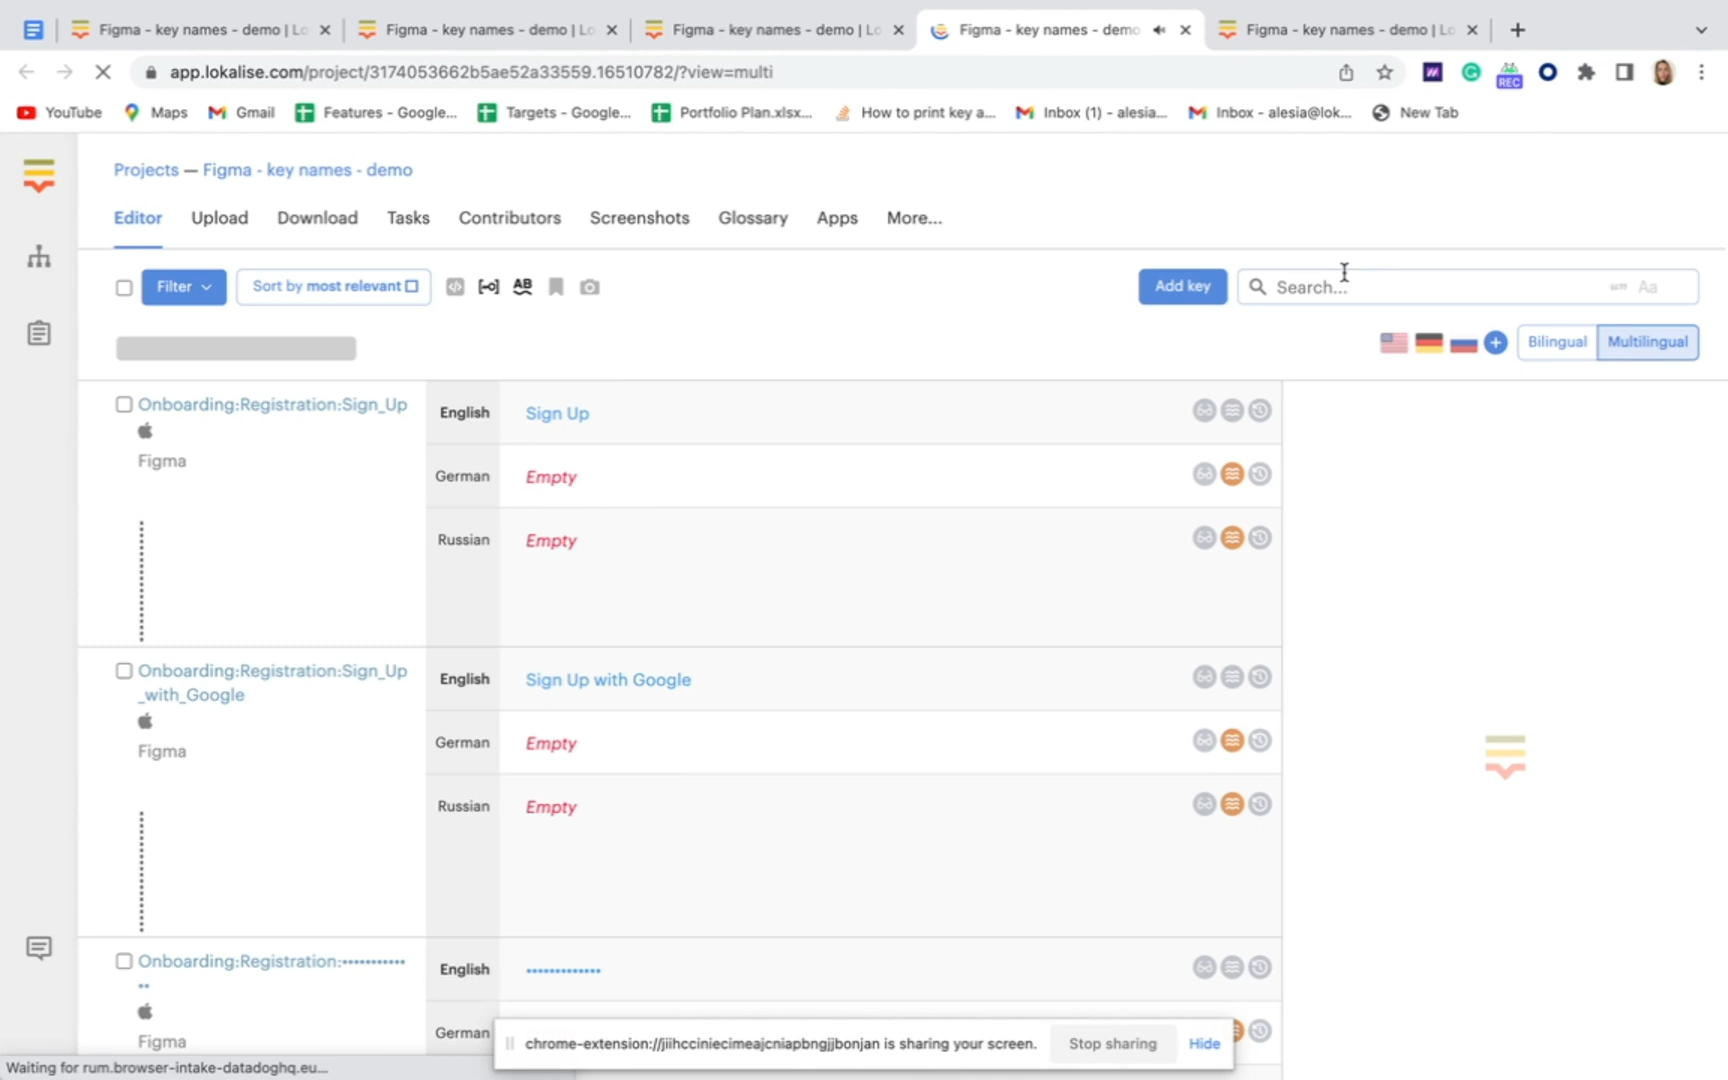 Figma - key names - demo | Lo
Figma - key names - demo | Lo
Figma - key names - demo | Lo
Figma - key names - demo
Figma - key names - demo | Lo
app.lokalise.com/project/3174053662b5ae52a33559.16510782/?view=multi
REC
YouTube
Maps
Gmail
Features - Google...
Targets - Google...
Portfolio Plan.xlsx...
How to print key a...
Inbox (1) - alesia...
Inbox - alesia@lok...
New Tab
Projects — Figma - key names - demo
Editor
Upload
Download
Tasks
Contributors
Screenshots
Glossary
Apps
More...
Filter
Sort by most relevant
AB
Add key
Search...
"" Aa
Bilingual
Multilingual
Onboarding:Registration:Sign_Up
Figma
English
Sign Up
German
Empty
Russian
Empty
Onboarding:Registration:Sign_Up
_with_Google
Figma
English
Sign Up with Google
German
Empty
Russian
Empty
Onboarding:Registration:•••••••••••
••
Figma
English
•••••••••••••
German
chrome-extension://jiihcciniecimeajcniapbngjjbonjan is sharing your screen.
Stop sharing
Hide
Waiting for rum.browser-intake-datadoghq.eu...